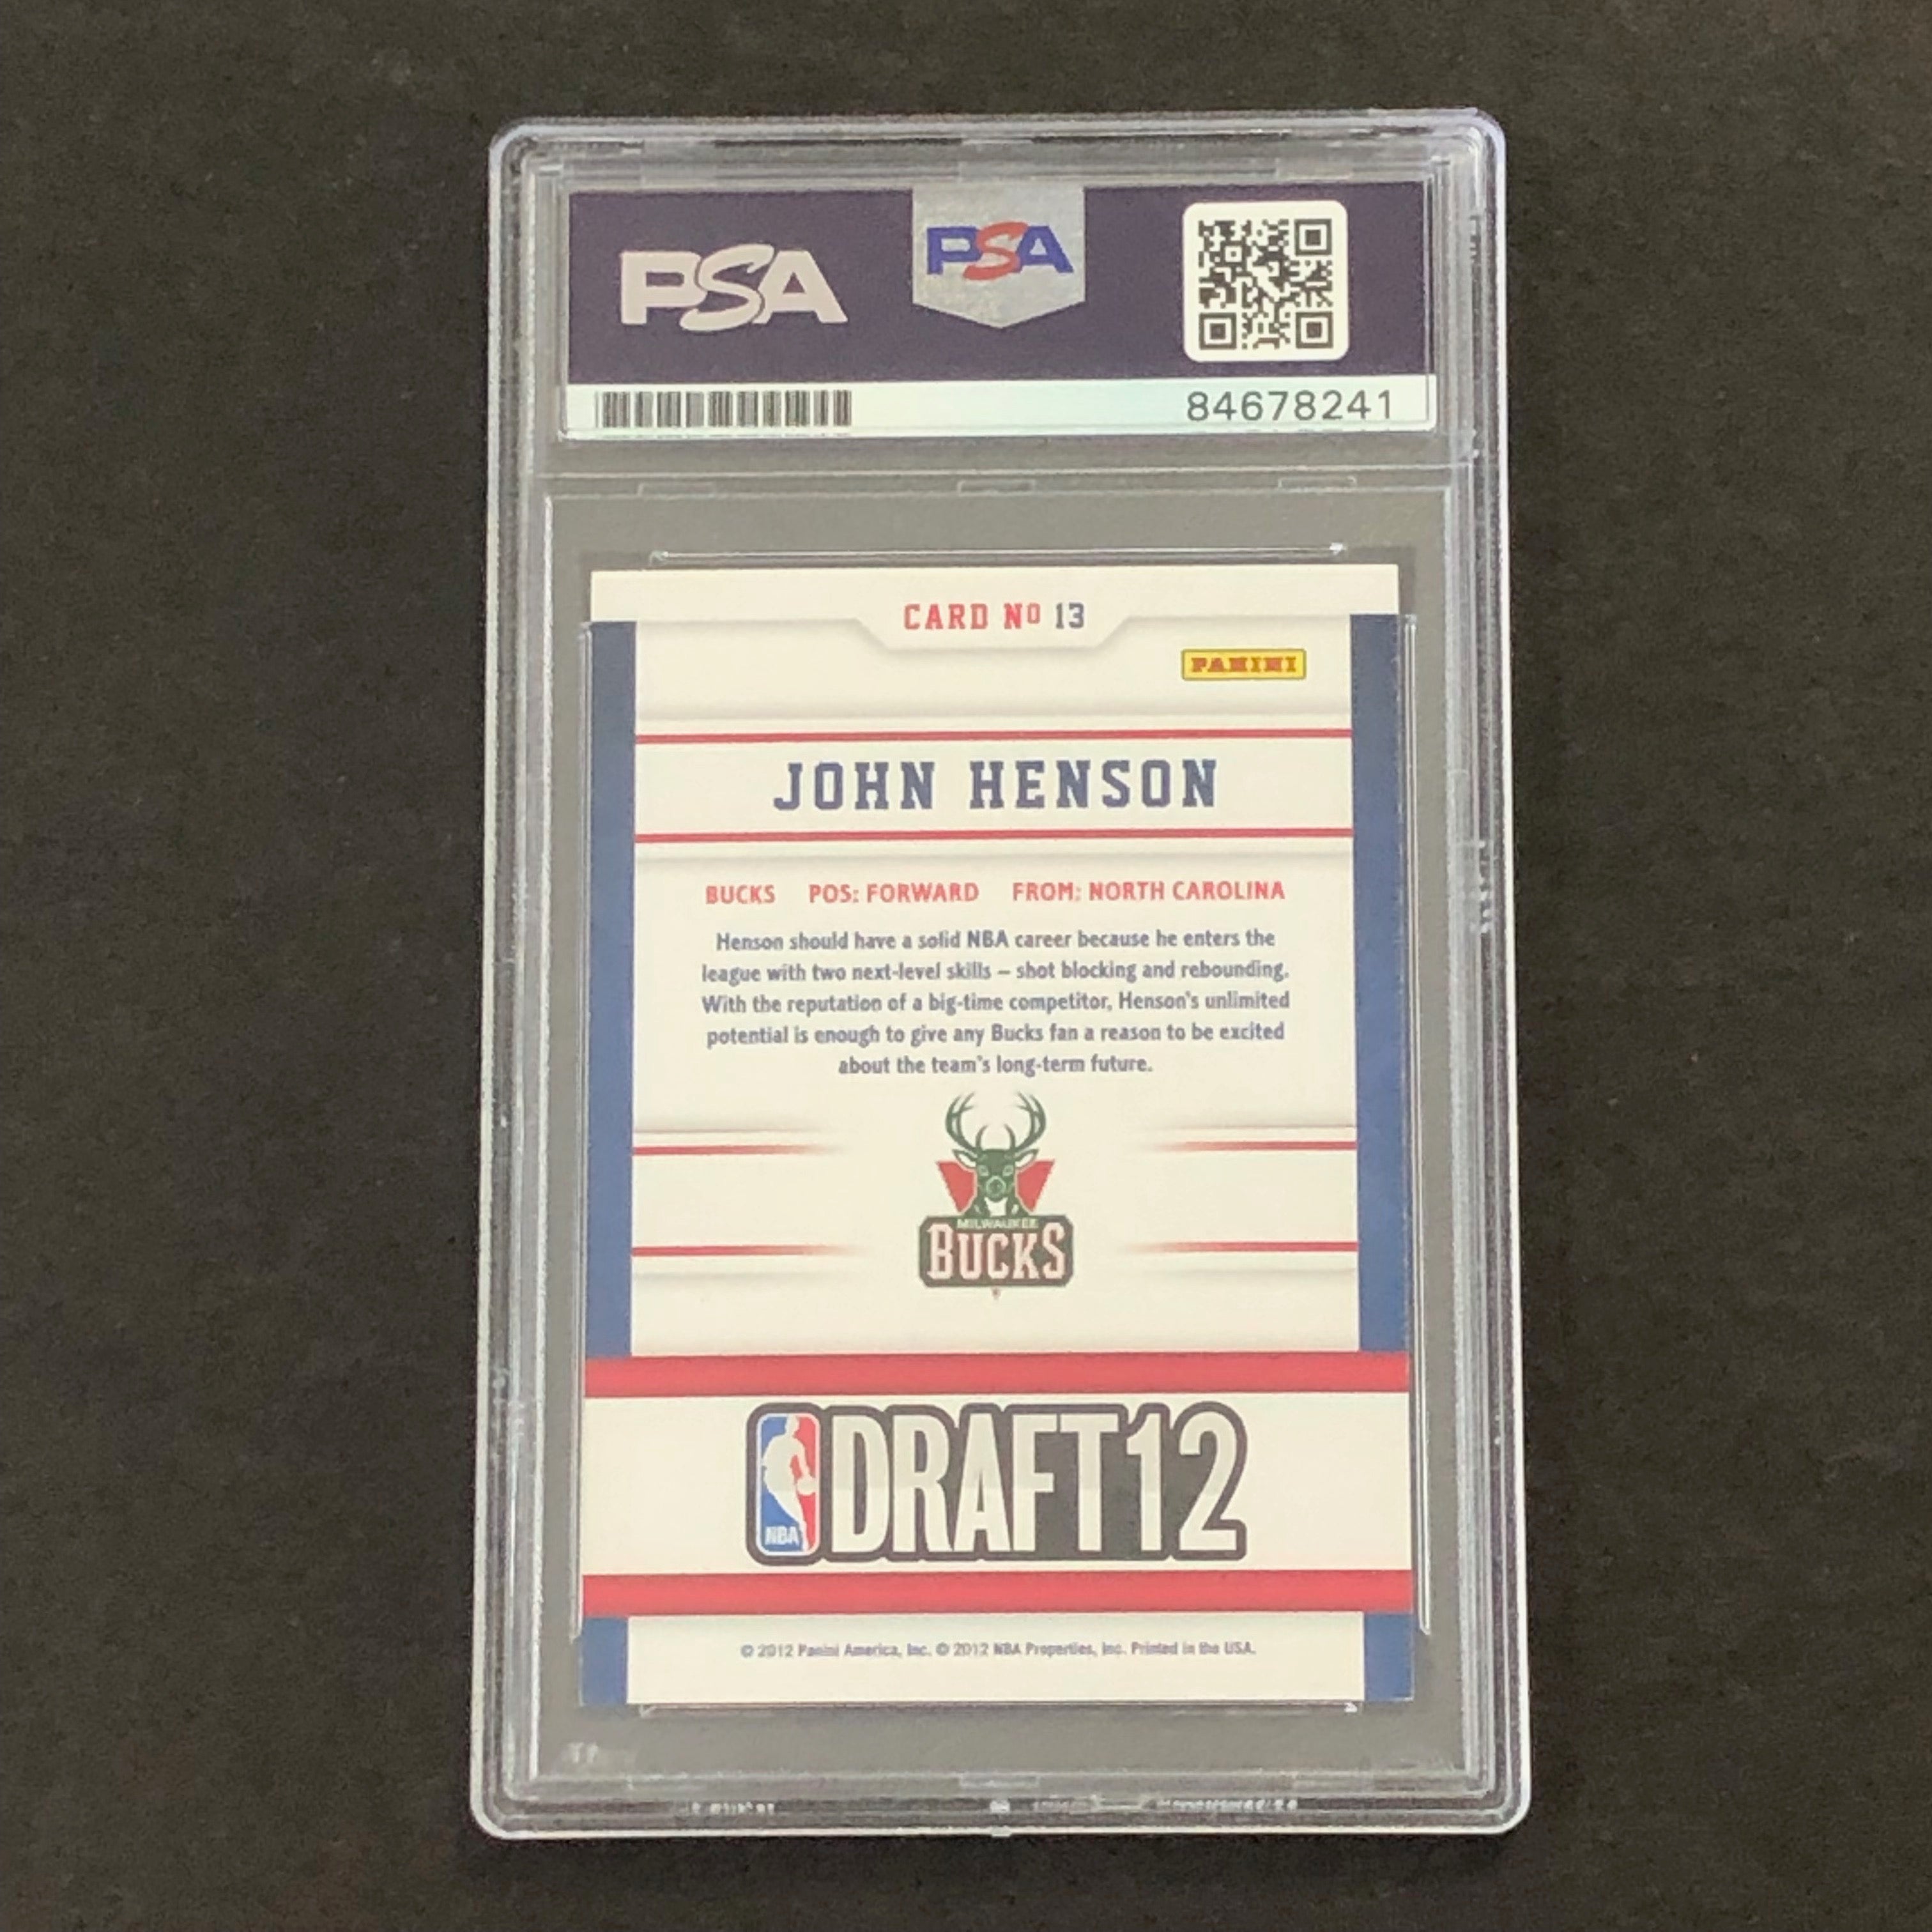 PSA
PSA
84678241
CARD Nº 13
PANINI
JOHN HENSON
BUCKS POS: FORWARD FROM: NORTH CAROLINA
Henson should have a solid NBA career because he enters the
league with two next-level skills – shot blocking and rebounding.
With the reputation of a big-time competitor, Henson's unlimited
potential is enough to give any Bucks fan a reason to be excited
about the team's long-term future.
MILWAUKEE
BUCKS
NBA
DRAFT12
© 2012 Panini America, Inc. © 2012 NBA Properties, Inc. Printed in the USA.